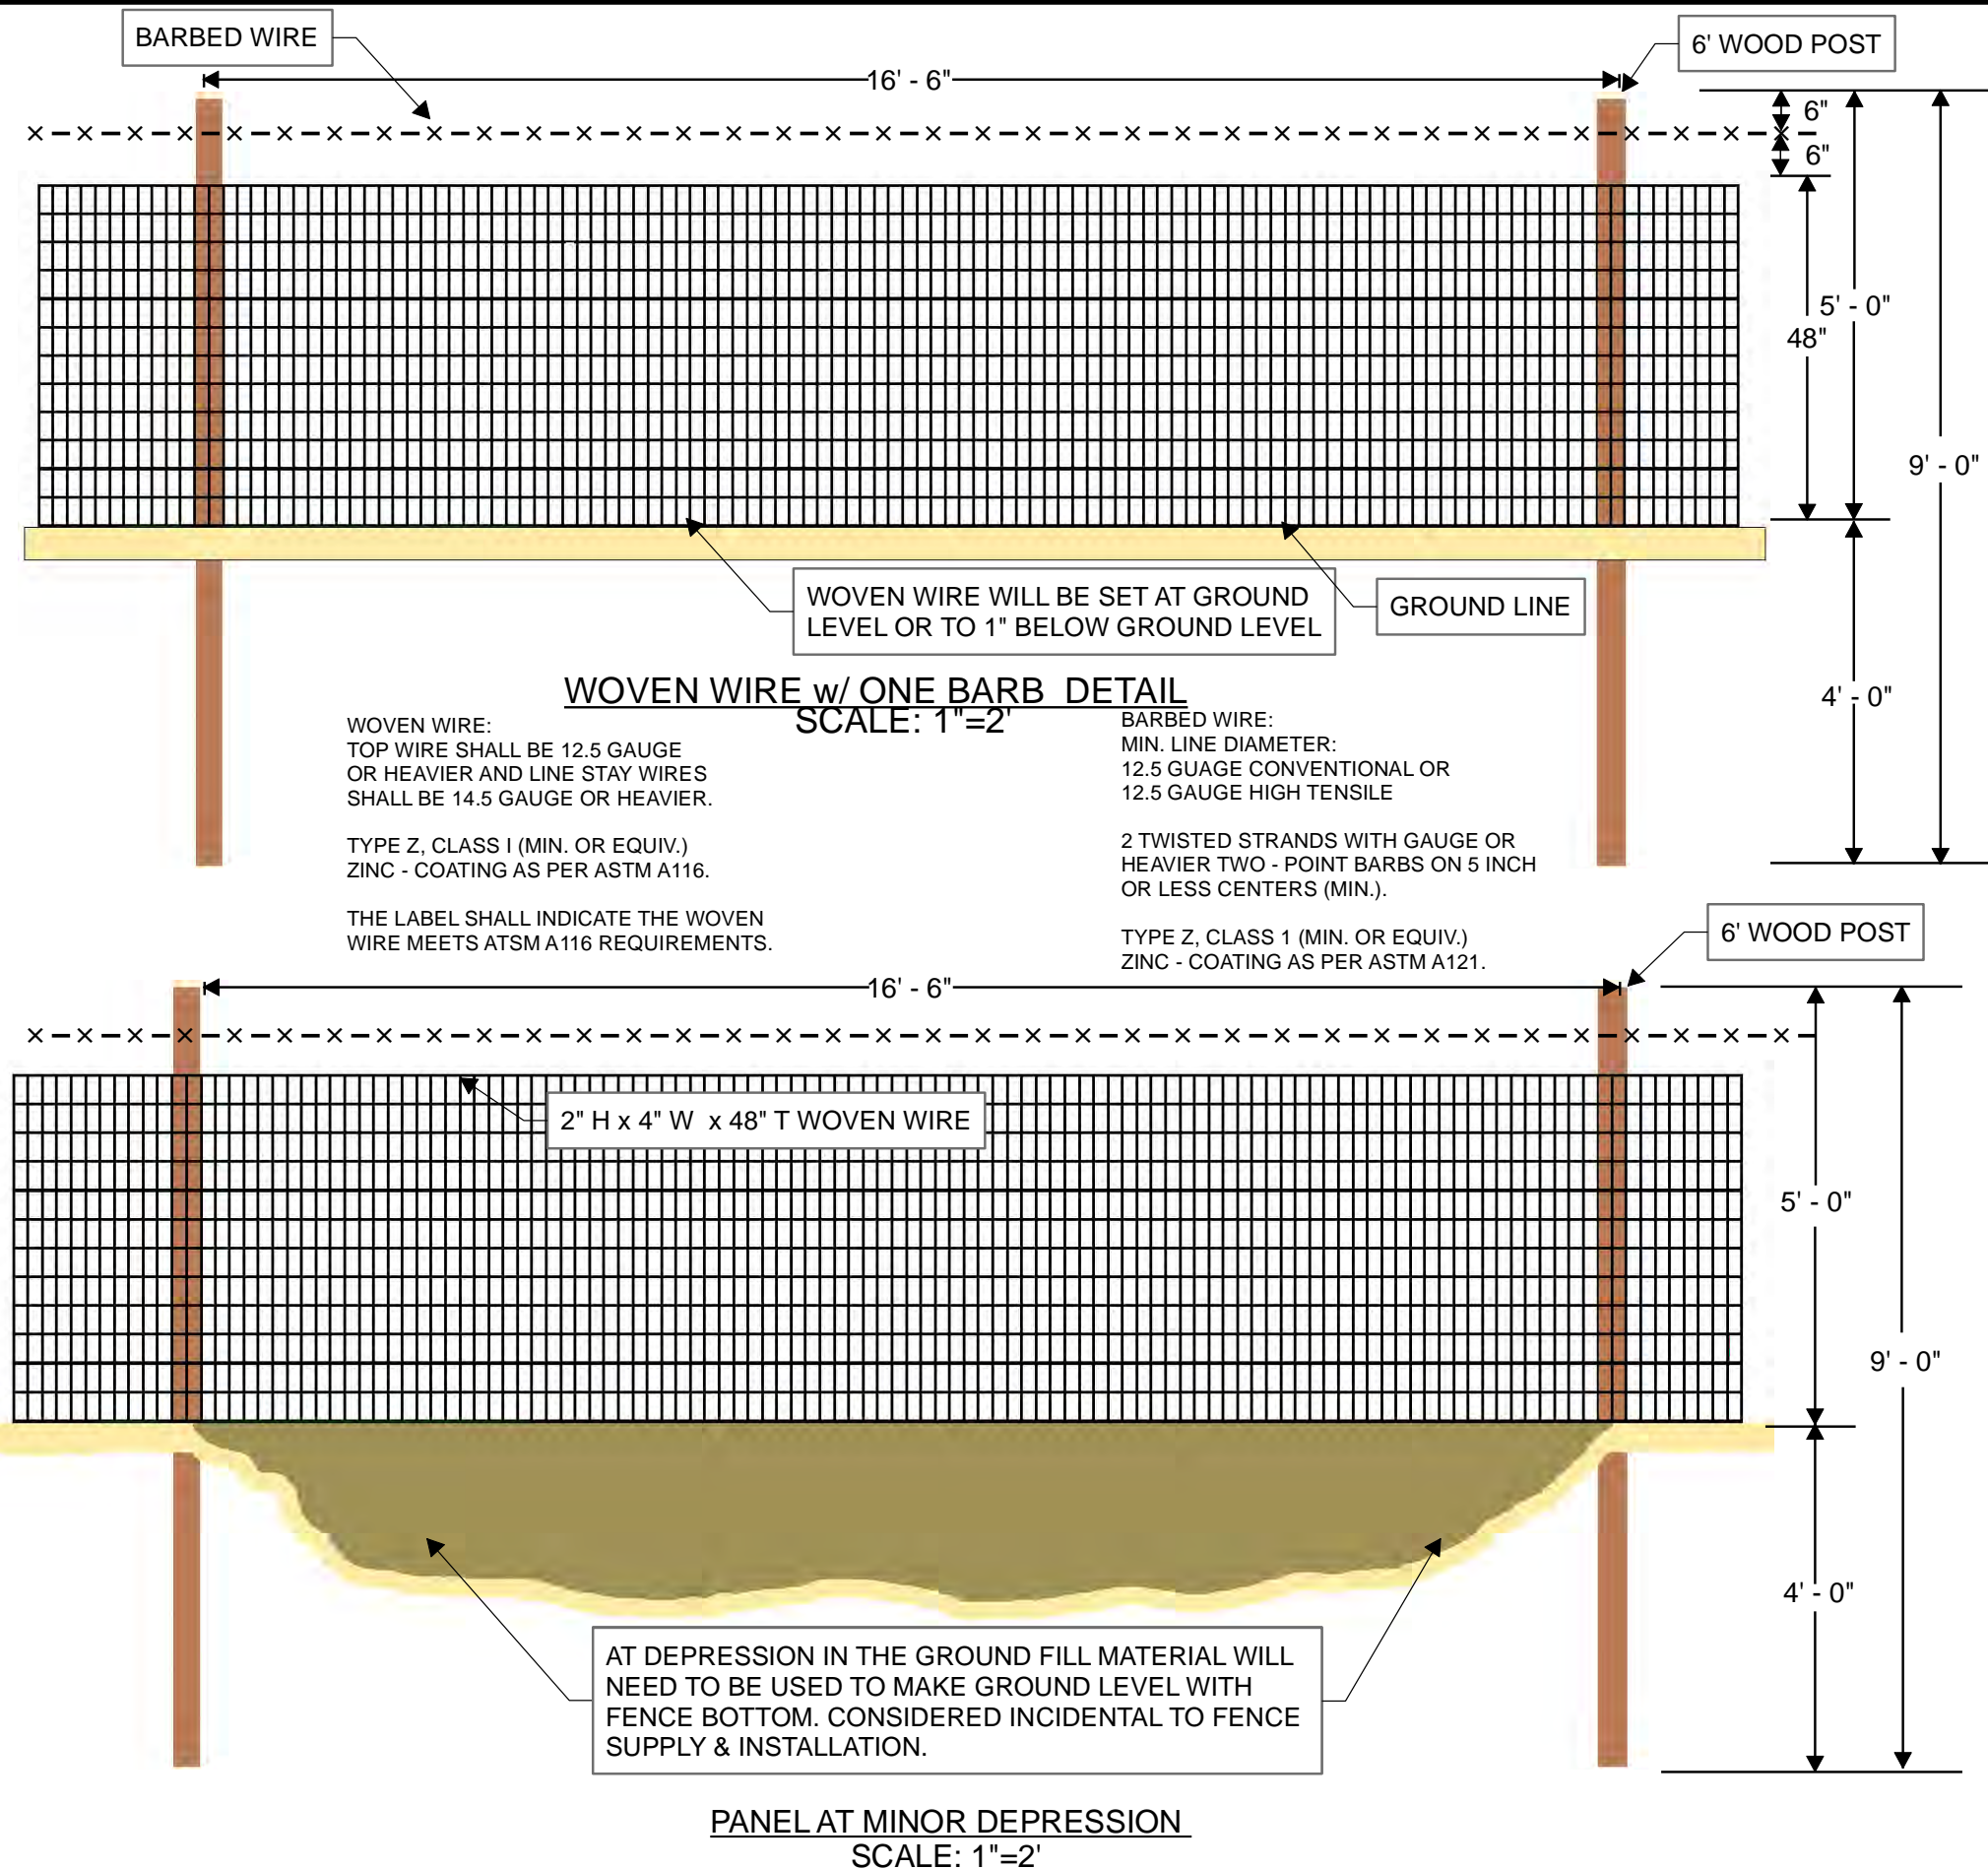 BARBED WIRE
6' WOOD POST
16' - 6"
6"
6"
5' - 0"
48"
9' - 0"
WOVEN WIRE WILL BE SET AT GROUND
LEVEL OR TO 1" BELOW GROUND LEVEL
GROUND LINE
4' - 0"
WOVEN WIRE w/ ONE BARB DETAIL
SCALE: 1"=2'
WOVEN WIRE:
TOP WIRE SHALL BE 12.5 GAUGE
OR HEAVIER AND LINE STAY WIRES
SHALL BE 14.5 GAUGE OR HEAVIER.
TYPE Z, CLASS I (MIN. OR EQUIV.)
ZINC - COATING AS PER ASTM A116.
THE LABEL SHALL INDICATE THE WOVEN
WIRE MEETS ATSM A116 REQUIREMENTS.
BARBED WIRE:
MIN. LINE DIAMETER:
12.5 GUAGE CONVENTIONAL OR
12.5 GAUGE HIGH TENSILE
2 TWISTED STRANDS WITH GAUGE OR
HEAVIER TWO - POINT BARBS ON 5 INCH
OR LESS CENTERS (MIN.).
TYPE Z, CLASS 1 (MIN. OR EQUIV.)
ZINC - COATING AS PER ASTM A121.
6' WOOD POST
16' - 6"
2" H x 4" W x 48" T WOVEN WIRE
5' - 0"
9' - 0"
4' - 0"
AT DEPRESSION IN THE GROUND FILL MATERIAL WILL
NEED TO BE USED TO MAKE GROUND LEVEL WITH
FENCE BOTTOM. CONSIDERED INCIDENTAL TO FENCE
SUPPLY & INSTALLATION.
PANEL AT MINOR DEPRESSION
SCALE: 1"=2'